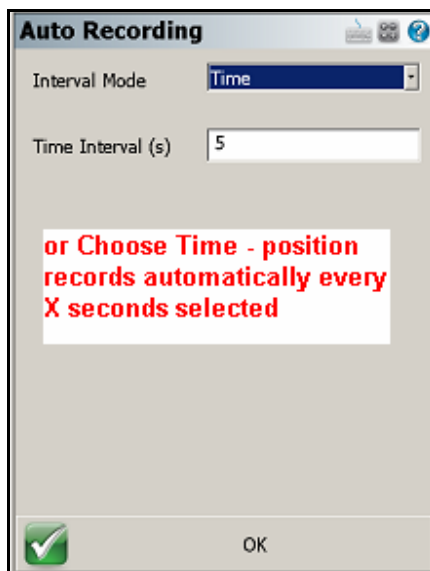 Auto Recording
Interval Mode Time
Time Interval (s) 5
or Choose Time - position
records automatically every
X seconds selected
OK